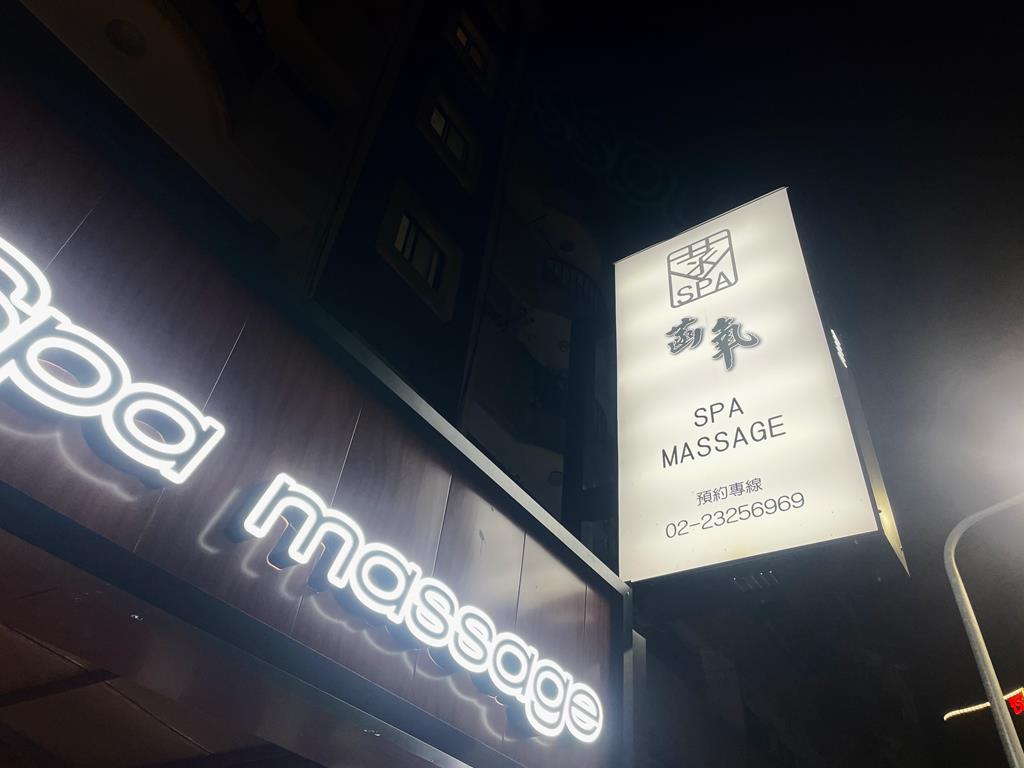 Spa massage
SPA
SPA
MASSAGE
預約專線
02-23256969